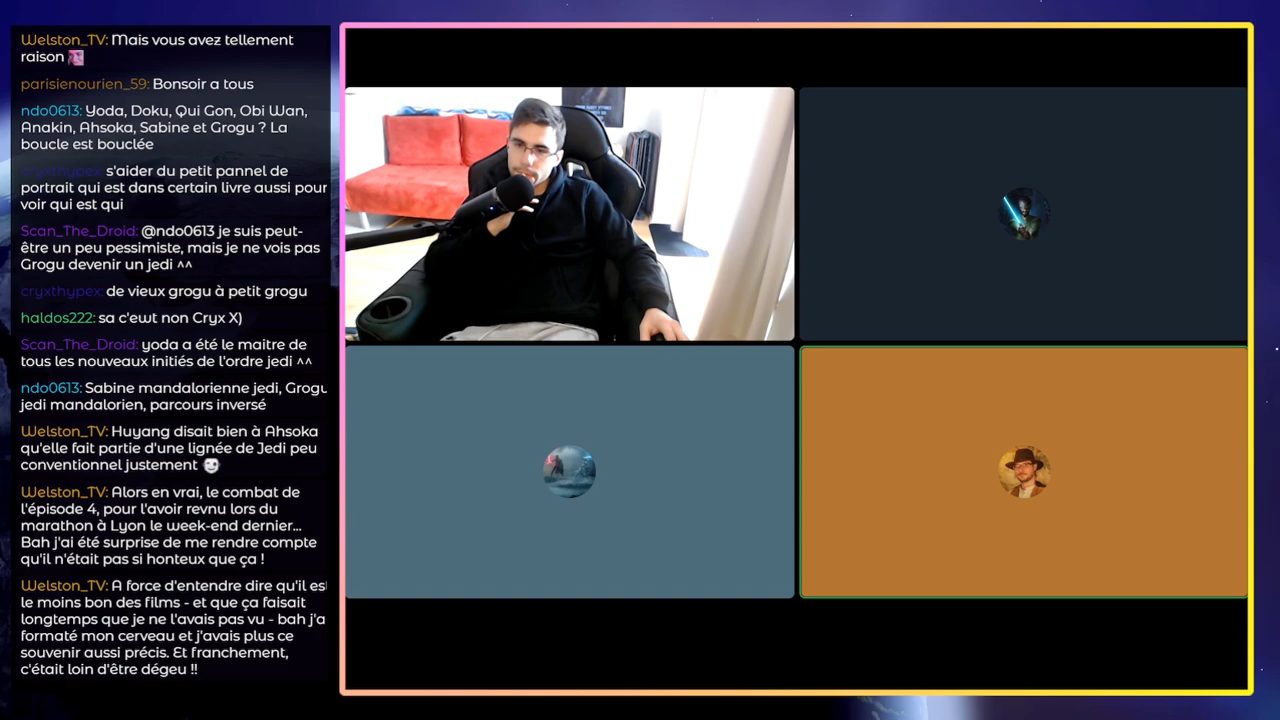 Welston_TV: Mais vous avez tellement
raison
parisienourien_59: Bonsoir a tous
ndo0613: Yoda, Doku, Qui Gon, Obi Wan,
Anakin, Ahsoka, Sabine et Grogu ? La
boucle est bouclée
cryxthypex: s'aider du petit pannel de
portrait qui est dans certain livre aussi pour
voir qui est qui
Scan_The_Droid: @ndo0613 je suis peut-
être un peu pessimiste, mais je ne vois pas
Grogu devenir un jedi ^^
cryxthypex: de vieux grogu à petit grogu
haldos222: sa c'ewt non Cryx X)
Scan_The_Droid: yoda a été le maitre de
tous les nouveaux initiés de l'ordre jedi ^^
ndo0613: Sabine mandalorienne jedi, Grogu
jedi mandalorien, parcours inversé
Welston_TV: Huyang disait bien à Ahsoka
qu'elle fait partie d'une lignée de Jedi peu
conventionnel justement
Welston_TV: Alors en vrai, le combat de
l'épisode 4, pour l'avoir revnu lors du
marathon à Lyon le week-end dernier...
Bah j'ai été surprise de me rendre compte
qu'il n'était pas si honteux que ça !
Welston_TV: A force d'entendre dire qu'il est
le moins bon des films - et que ça faisait
longtemps que je ne l'avais pas vu - bah j'a
formaté mon cerveau et j'avais plus ce
souvenir aussi précis. Et franchement,
c'était loin d'être dégeu !!